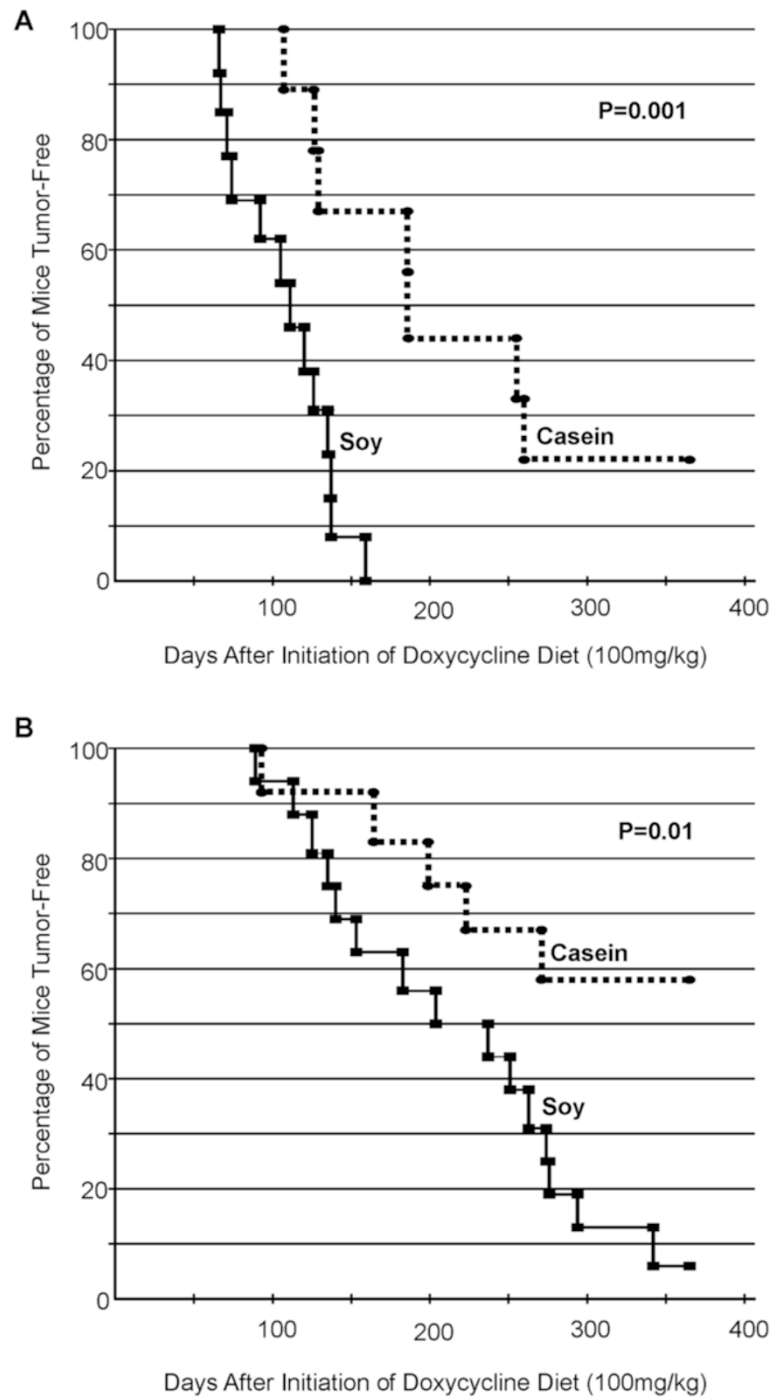 A
100
80
60
40
20
0
Percentage of Mice Tumor-Free
P=0.001
Soy
Casein
100
200
300
400
Days After Initiation of Doxycycline Diet (100mg/kg)
B
100
80
60
40
20
0
Percentage of Mice Tumor-Free
P=0.01
Casein
Soy
100
200
300
400
Days After Initiation of Doxycycline Diet (100mg/kg)